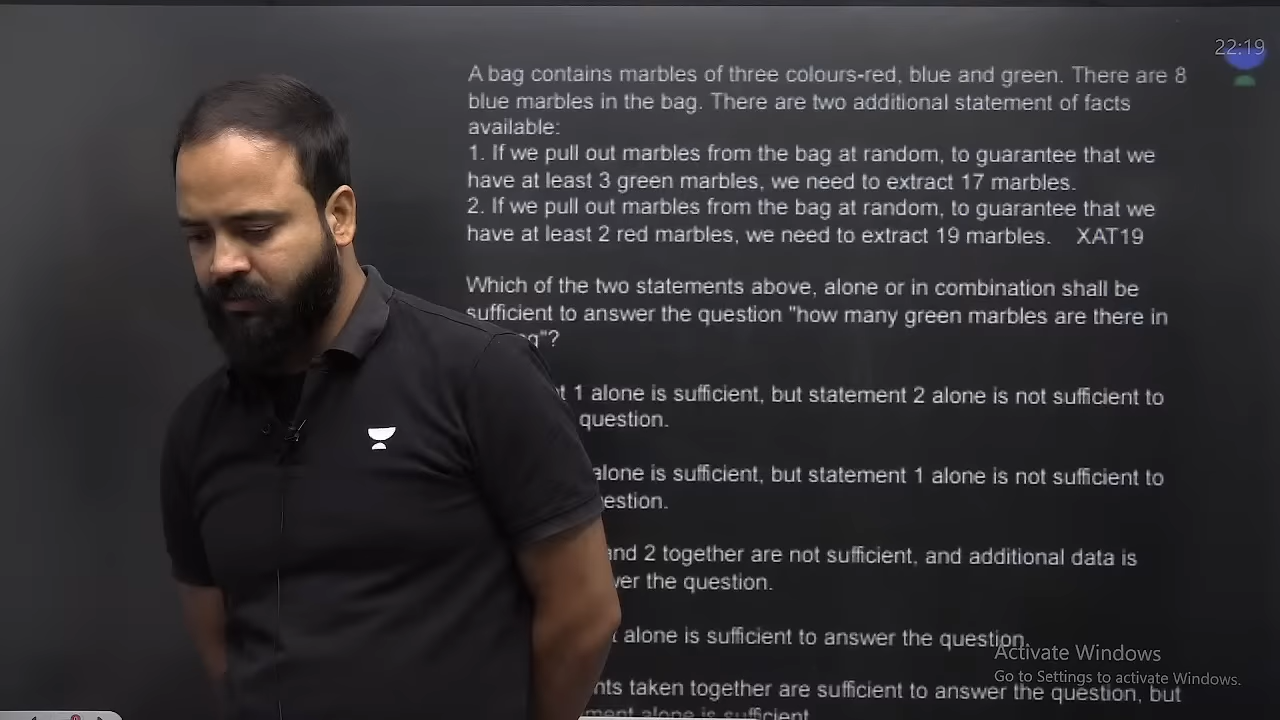 22:19
A bag contains marbles of three colours-red, blue and green. There are 8
blue marbles in the bag. There are two additional statement of facts
available:
1. If we pull out marbles from the bag at random, to guarantee that we
have at least 3 green marbles, we need to extract 17 marbles.
2. If we pull out marbles from the bag at random, to guarantee that we
have at least 2 red marbles, we need to extract 19 marbles. XAT19
Which of the two statements above, alone or in combination shall be
sufficient to answer the question "how many green marbles are there in
"?
1 alone is sufficient, but statement 2 alone is not sufficient to
question.
alone is sufficient, but statement 1 alone is not sufficient to
and 2 together are not sufficient, and additional data is
the question.
alone is sufficient to answer the question.
Activate Windows
Go to Settings to activate Windows.
taken together are sufficient to answer the question, but
alone is sufficient